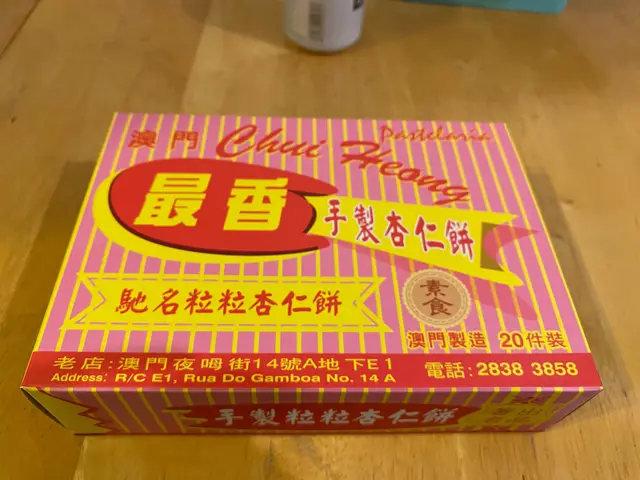 澳門 Chui Heong Pastelaria
最香
手製杏仁餅
馳名粒粒杏仁餅
素食
澳門製造 20件裝
老店:澳門夜呣街14號A地下E1
電話:2838 3858
Address: R/C E1, Rua Do Gamboa No. 14 A
手製粒粒杏仁餅